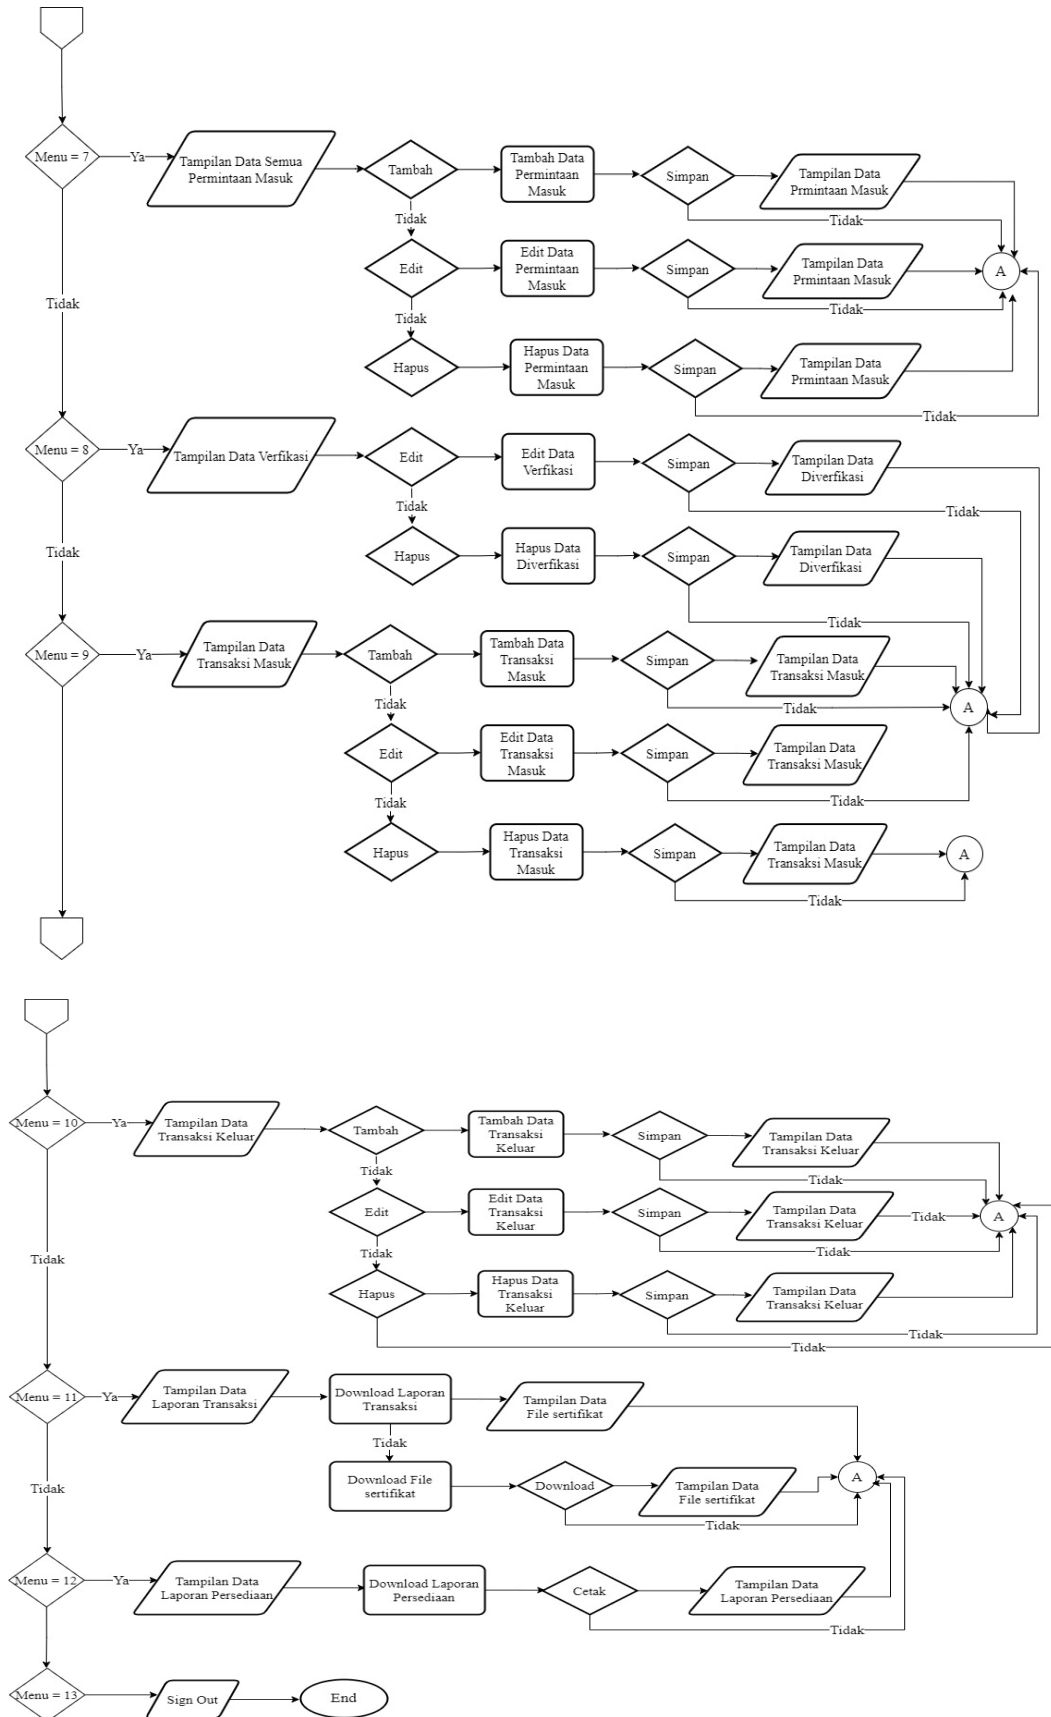 Menu = 7
Ya
Tampilan Data Semua
Permintaan Masuk
Tambah
Tambah Data
Permintaan
Masuk
Simpan
Tampilan Data
Prmintaan Masuk
Tidak
Tidak
Edit
Edit Data
Permintaan
Masuk
Simpan
Tampilan Data
Prmintaan Masuk
A
Tidak
Tidak
Tidak
Hapus
Hapus Data
Permintaan
Masuk
Simpan
Tampilan Data
Prmintaan Masuk
Tidak
Menu = 8
Ya
Tampilan Data Verfikasi
Edit
Edit Data
Verfikasi
Simpan
Tampilan Data
Diverfikasi
Tidak
Tidak
Tidak
Hapus
Hapus Data
Diverfikasi
Simpan
Tampilan Data
Diverfikasi
Tidak
Menu = 9
Ya
Tampilan Data
Transaksi Masuk
Tambah
Tambah Data
Transaksi
Masuk
Simpan
Tampilan Data
Transaksi Masuk
Tidak
Tidak
A
Edit
Edit Data
Transaksi
Masuk
Simpan
Tampilan Data
Transaksi Masuk
Tidak
Tidak
Hapus
Hapus Data
Transaksi
Masuk
Simpan
Tampilan Data
Transaksi Masuk
A
Tidak
Menu = 10
Ya
Tampilan Data
Transaksi Keluar
Tambah
Tambah Data
Transaksi
Keluar
Simpan
Tampilan Data
Transaksi Keluar
Tidak
Tidak
Edit
Edit Data
Transaksi
Keluar
Simpan
Tampilan Data
Transaksi Keluar
Tidak
A
Tidak
Tidak
Tidak
Hapus
Hapus Data
Transaksi
Keluar
Simpan
Tampilan Data
Transaksi Keluar
Tidak
Tidak
Menu = 11
Ya
Tampilan Data
Laporan Transaksi
Download Laporan
Transaksi
Tampilan Data
File sertifikat
Tidak
Tidak
Download File
sertifikat
Download
Tampilan Data
File sertifikat
A
Tidak
Menu = 12
Ya
Tampilan Data
Laporan Persediaan
Download Laporan
Persediaan
Cetak
Tampilan Data
Laporan Persediaan
Tidak
Menu = 13
Sign Out
End